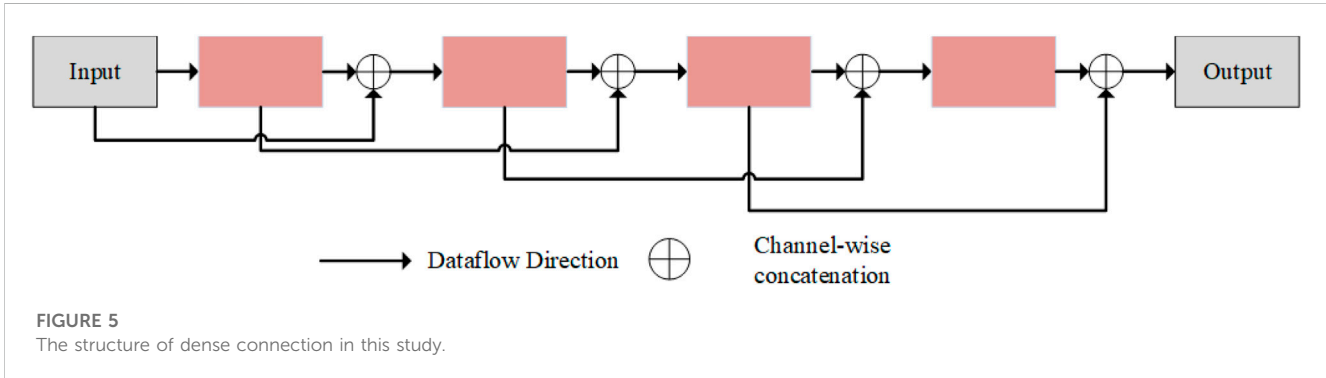 Input
Output
Dataflow Direction
Channel-wise
concatenation
FIGURE 5
The structure of dense connection in this study.